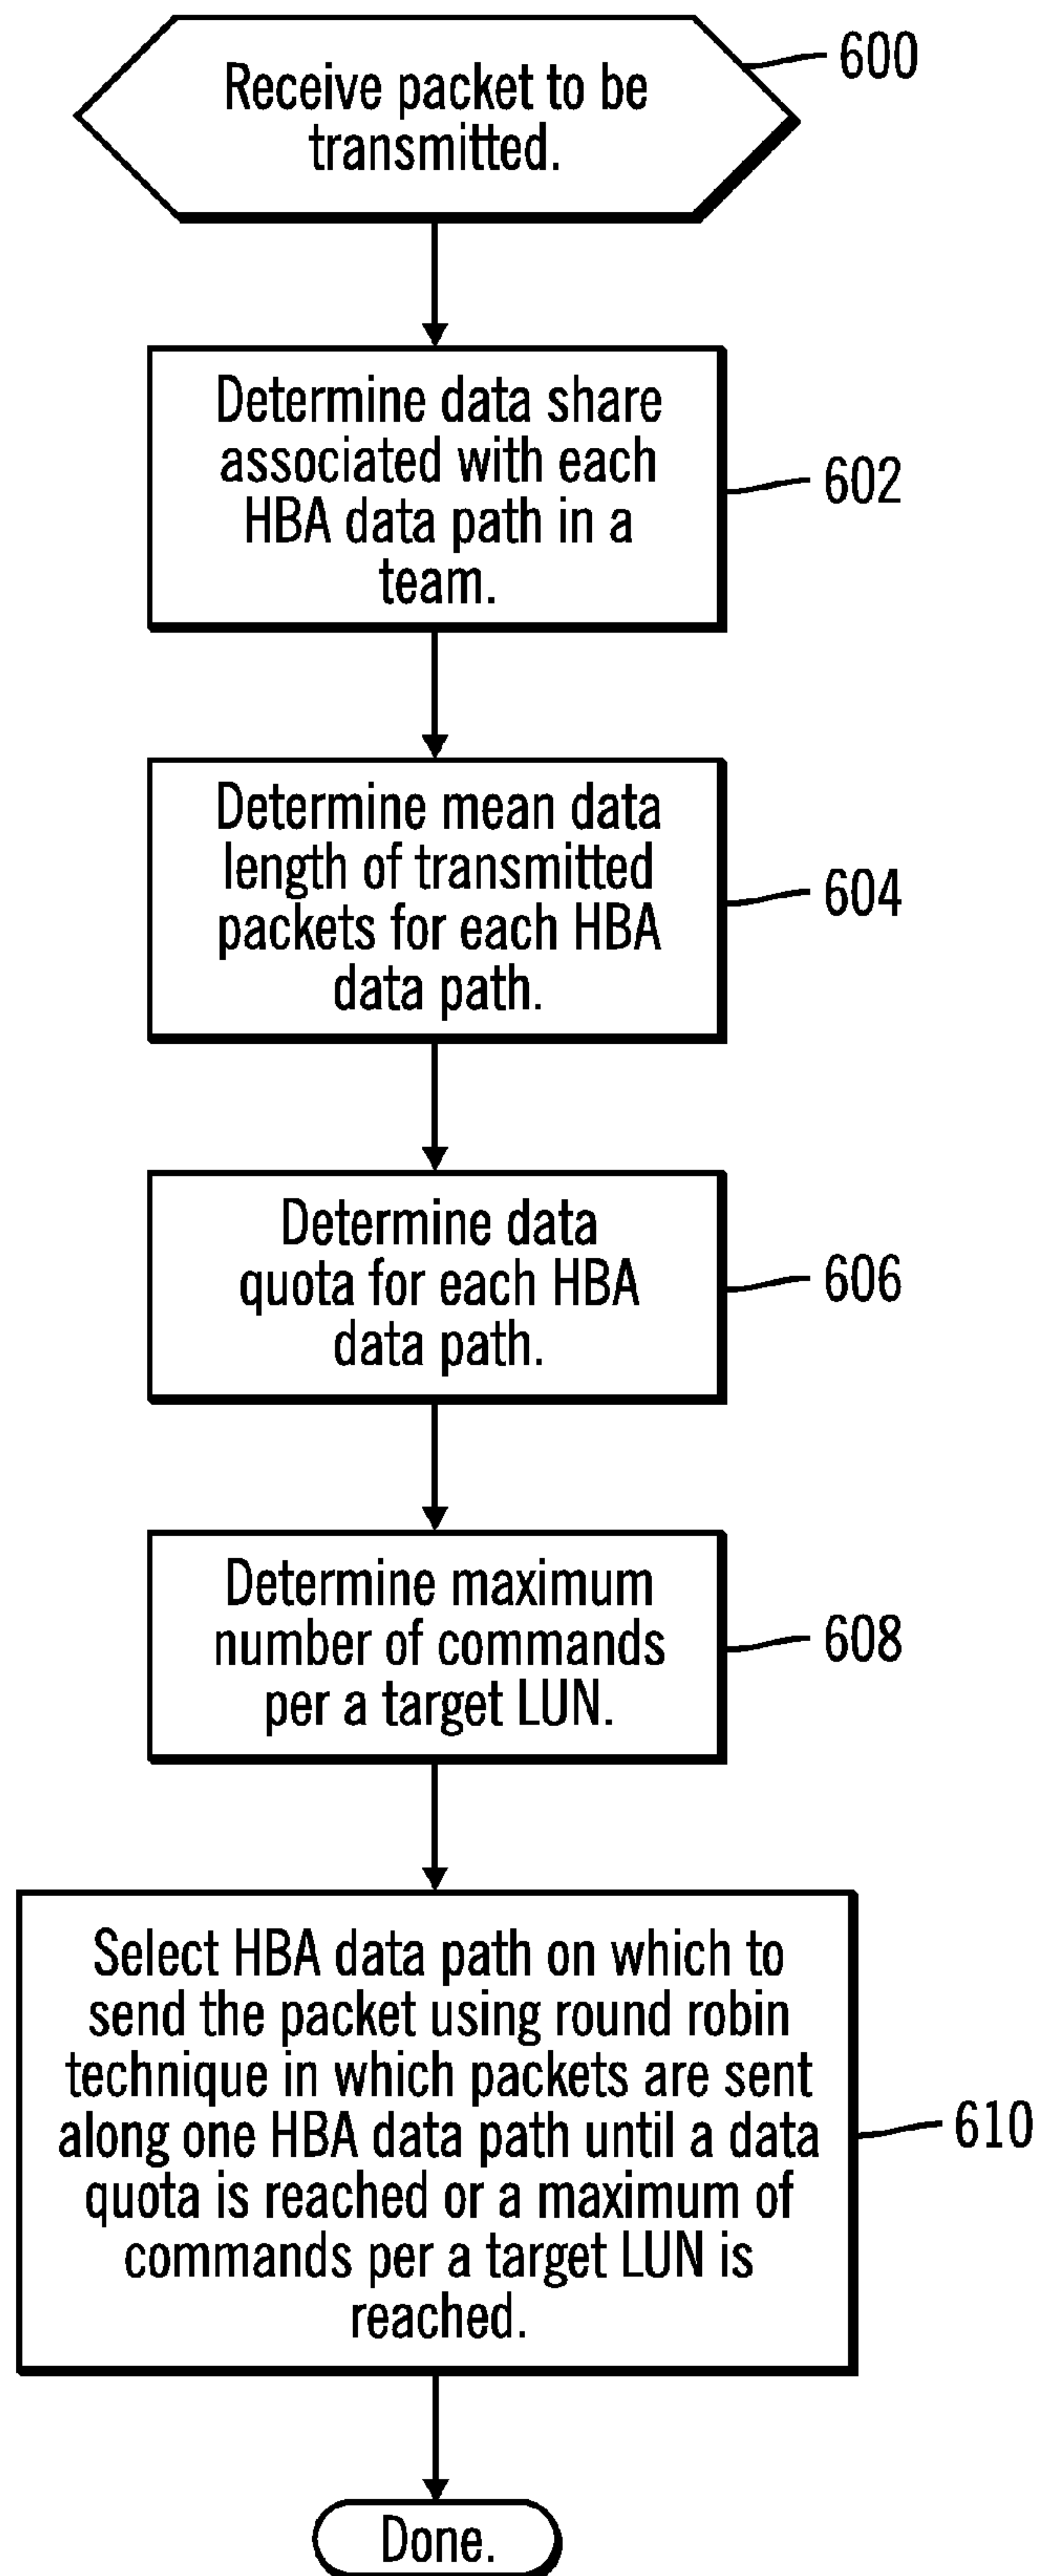 Receive packet to be
transmitted.
600
Determine data share
associated with each
HBA data path in a
team.
602
Determine mean data
length of transmitted
packets for each HBA
data path.
604
Determine data
quota for each HBA
data path.
606
Determine maximum
number of commands
per a target LUN.
608
Select HBA data path on which to
send the packet using round robin
technique in which packets are sent
along one HBA data path until a data
quota is reached or a maximum of
commands per a target LUN is
reached.
610
Done.